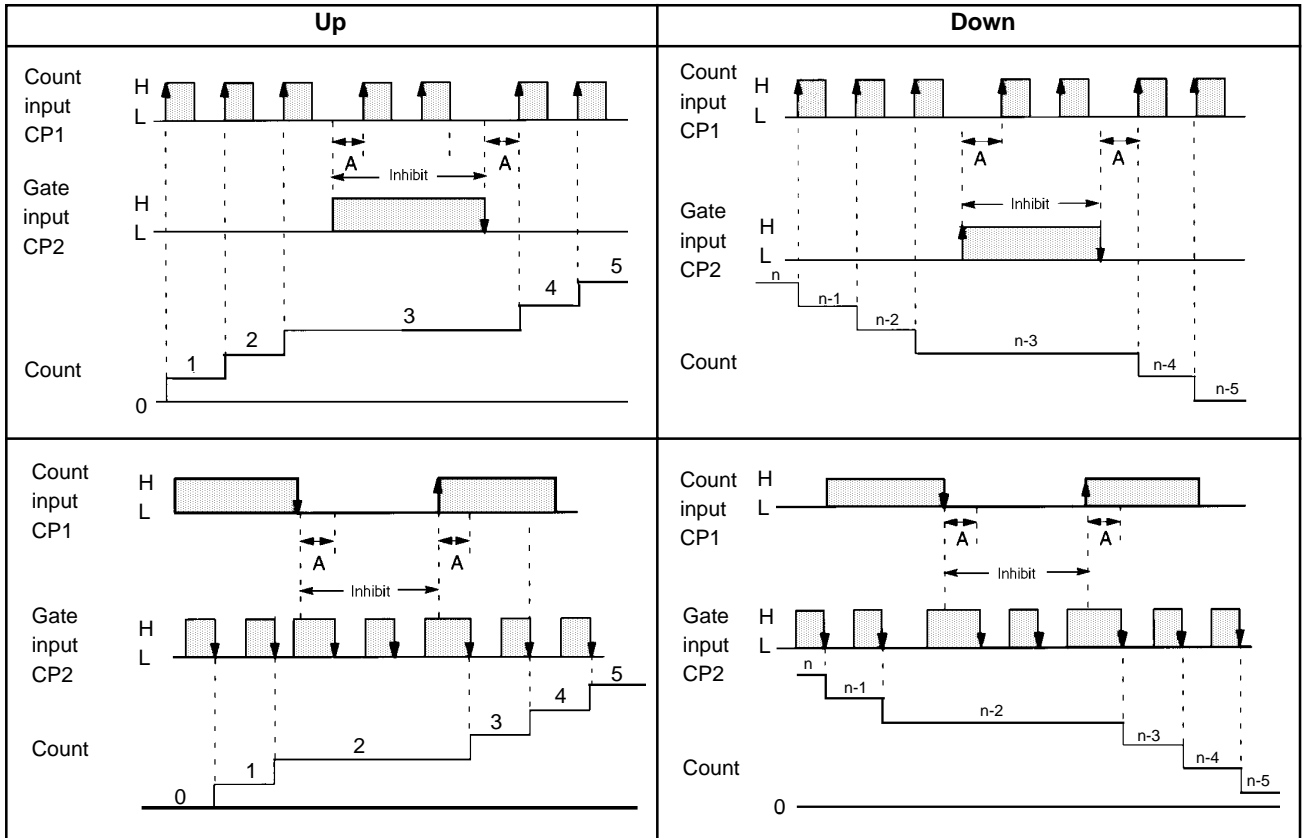 Up
Down
Count
input
CP1
H
L
A
A
Inhibit
Gate
input
CP2
H
L
5
4
3
2
1
Count
0
Count
input
CP1
H
L
A
A
Inhibit
Gate
input
CP2
H
L
n
n-1
n-2
n-3
Count
n-4
n-5
Count
input
CP1
H
L
A
A
Inhibit
Gate
input
CP2
H
L
5
4
3
2
Count
1
0
Count
input
CP1
H
L
A
A
Inhibit
Gate
input
CP2
H
L
n
n-1
n-2
n-3
Count
n-4
n-5
0